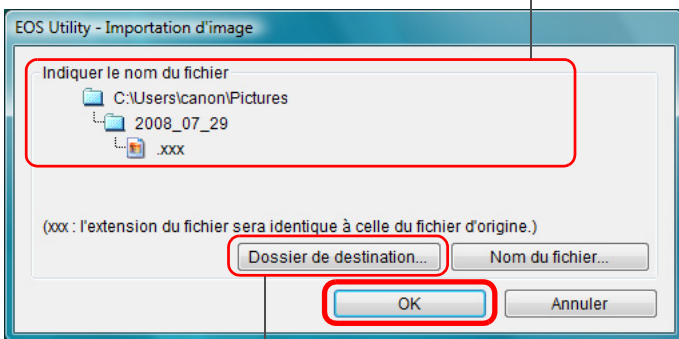 EOS Utility - Importation d'image
Indiquer le nom du fichier
C:\Users\canon\Pictures
2008_07_29
.xxx
(xxx : l'extension du fichier sera identique à celle du fichier d'origine.)
Dossier de destination... Nom du fichier...
OK Annuler